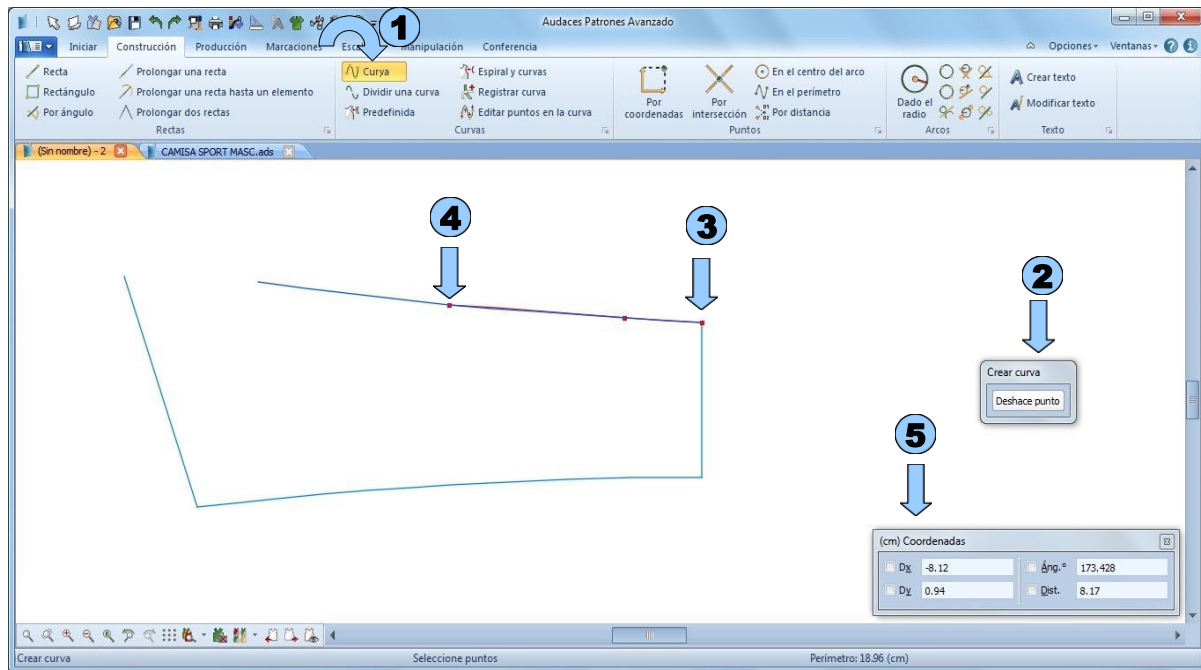 Audaces Patrones Avanzado
1
Iniciar Construcción Producción Marcaciones Manipulación Conferencia Opciones Ventanas
Recta Prolongar una recta Curva Espiral y curvas En el centro del arco Crear texto
Rectángulo Prolongar una recta hasta un elemento Dividir una curva Registrar curva En el perímetro Modificar texto
Por ángulo Prolongar dos rectas Predefinida Editar puntos en la curva Por distancia
Por coordenadas
Por intersección
Dado el radio
Rectas Curvas Puntos Arcos Texto
(Sin nombre) - 2 CAMISA SPORT MASC.ads
4
3
2
Crear curva
Deshace punto
5
(cm) Coordenadas
Dx -8.12 Áng.° 173.428
Dy 0.94 Dist. 8.17
Crear curva Seleccione puntos Perímetro: 18.96 (cm)